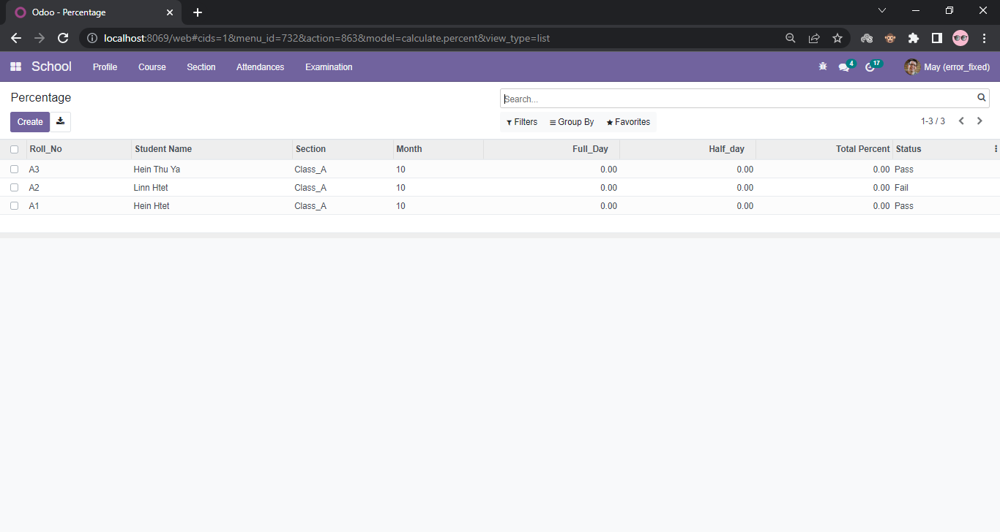 Odoo - Percentage
localhost:8069/web#cids=1&menu_id=732&action=863&model=calculate.percent&view_type=list
School Profile Course Section Attendances Examination 4 17 May (error_fixed)
Percentage Search...
Create Filters Group By Favorites 1-3 / 3
Roll_No Student Name Section Month Full_Day Half_day Total Percent Status
A3 Hein Thu Ya Class_A 10 0.00 0.00 0.00 Pass
A2 Linn Htet Class_A 10 0.00 0.00 0.00 Fail
A1 Hein Htet Class_A 10 0.00 0.00 0.00 Pass